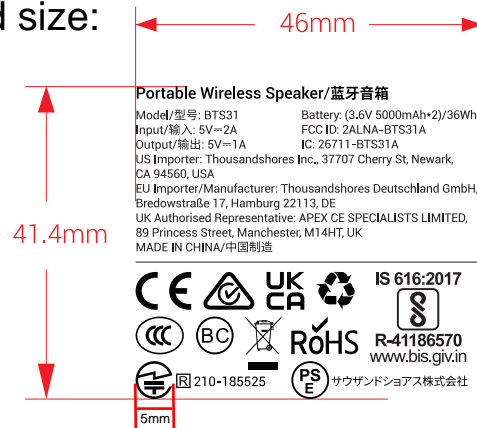 d size:
46mm
Portable Wireless Speaker/蓝牙音箱
Model/型号: BTS31 Battery: (3.6V 5000mAh*2)/36Wh
Input/输入: 5V⎓2A FCC ID: 2ALNA-BTS31A
Output/输出: 5V⎓1A IC: 26711-BTS31A
US Importer: Thousandshores Inc., 37707 Cherry St, Newark,
CA 94560, USA
EU Importer/Manufacturer: Thousandshores Deutschland GmbH,
Bredowstraße 17, Hamburg 22113, DE
UK Authorised Representative: APEX CE SPECIALISTS LIMITED,
89 Princess Street, Manchester, M14HT, UK
MADE IN CHINA/中国制造
41.4mm
CE UK CA IS 616:2017
CCC BC RoHS R-41186570
www.bis.giv.in
R 210-185525 PS E サウザンドショアス株式会社
5mm